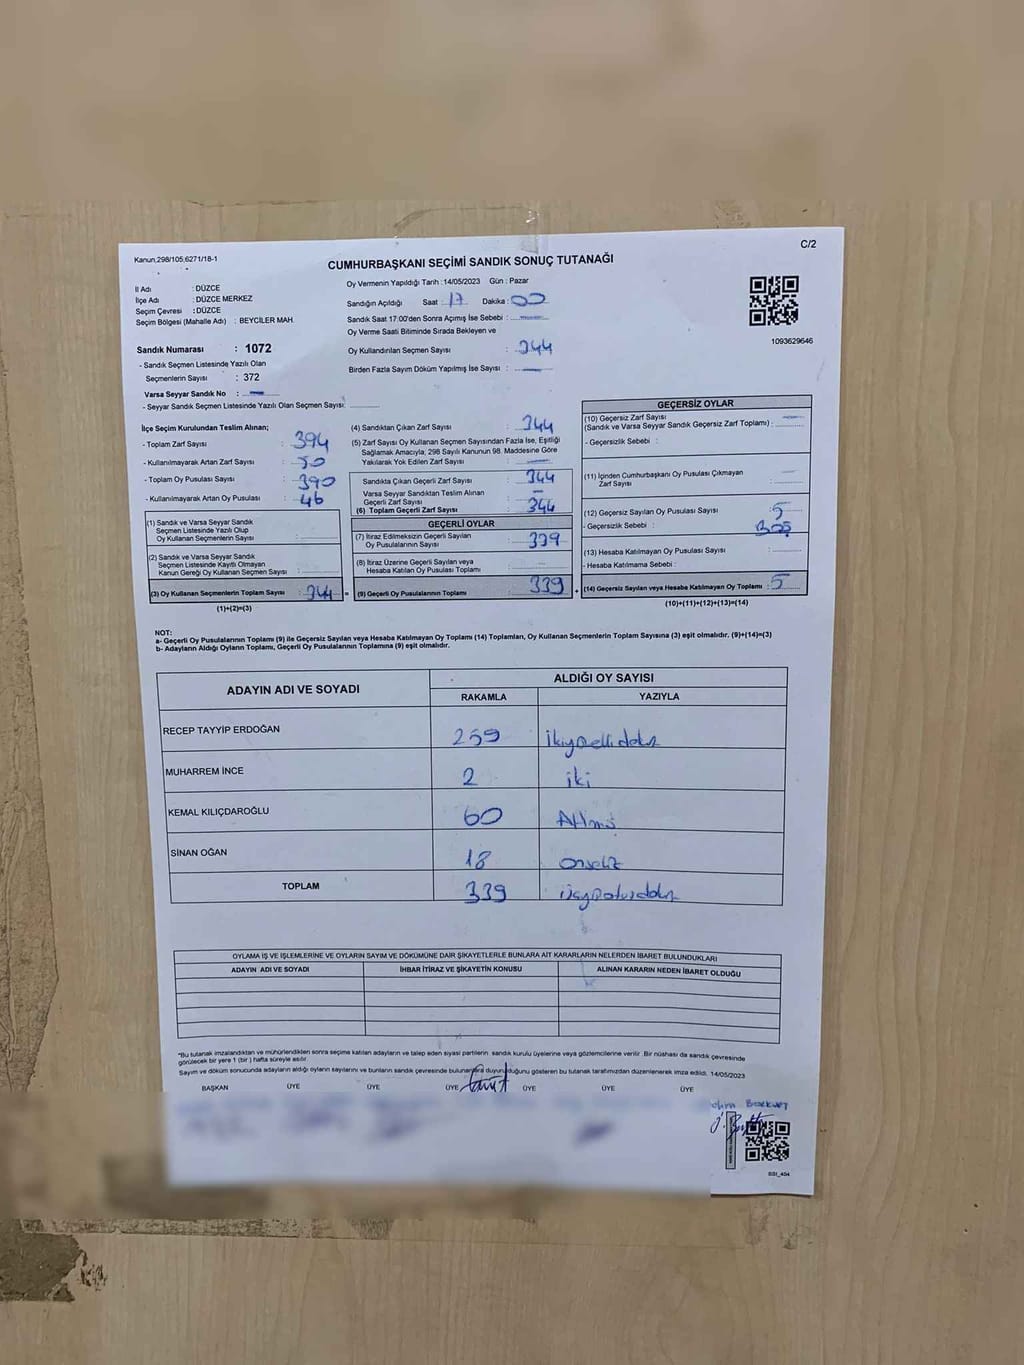 C/2
Kanun,298/105,6271/18-1
CUMHURBAŞKANI SEÇİMİ SANDIK SONUÇ TUTANAĞI
İl Adı : DÜZCE
İlçe Adı : DÜZCE MERKEZ
Seçim Çevresi : DÜZCE
Seçim Bölgesi (Mahalle Adı) : BEYCİLER MAH.
Oy Vermenin Yapıldığı Tarih :14/05/2023 Gün : Pazar
Sandığın Açıldığı Saat : 17 Dakika : 00
Sandık Saat 17:00'den Sonra Açımış İse Sebebi :
Oy Verme Saati Bitiminde Sırada Bekleyen ve
Oy Kullandırılan Seçmen Sayısı : 344
Birden Fazla Sayım Döküm Yapılmış İse Sayısı :
1093629646
Sandık Numarası : 1072
- Sandık Seçmen Listesinde Yazılı Olan
Seçmenlerin Sayısı : 372
Varsa Seyyar Sandık No :
- Seyyar Sandık Seçmen Listesinde Yazılı Olan Seçmen Sayısı:
İlçe Seçim Kurulundan Teslim Alınan;
- Toplam Zarf Sayısı : 394
- Kullanılmayarak Artan Zarf Sayısı : 50
- Toplam Oy Pusulası Sayısı : 390
- Kullanılmayarak Artan Oy Pusulası : 46
(1) Sandık ve Varsa Seyyar Sandık
Seçmen Listesinde Yazılı Olup
Oy Kullanan Seçmenlerin Sayısı :
(2) Sandık ve Varsa Seyyar Sandık
Seçmen Listesinde Kayıtlı Olmayan
Kanun Gereği Oy Kullanan Seçmen Sayısı :
(3) Oy Kullanan Seçmenlerin Toplam Sayısı : 344 =
(1)+(2)=(3)
(4) Sandıktan Çıkan Zarf Sayısı : 344
(5) Zarf Sayısı Oy Kullanan Seçmen Sayısından Fazla İse, Eşitliği
Sağlamak Amacıyla, 298 Sayılı Kanunun 98. Maddesine Göre
Yakılarak Yok Edilen Zarf Sayısı :
Sandıkta Çıkan Geçerli Zarf Sayısı : 344
Varsa Seyyar Sandıktan Teslim Alınan
Geçerli Zarf Sayısı : –
(6) Toplam Geçerli Zarf Sayısı : 344
GEÇERLİ OYLAR
(7) İtiraz Edilmeksizin Geçerli Sayılan
Oy Pusulalarının Sayısı : 339
(8) İtiraz Üzerine Geçerli Sayılan veya
Hesaba Katılan Oy Pusulası Toplamı :
(9) Geçerli Oy Pusulalarının Toplamı : 339 +
GEÇERSİZ OYLAR
(10) Geçersiz Zarf Sayısı
(Sandık ve Varsa Seyyar Sandık Geçersiz Zarf Toplamı) :
- Geçersizlik Sebebi :
(11) İçinden Cumhurbaşkanı Oy Pusulası Çıkmayan
Zarf Sayısı :
(12) Geçersiz Sayılan Oy Pusulası Sayısı : 5
- Geçersizlik Sebebi : BOŞ
(13) Hesaba Katılmayan Oy Pusulası Sayısı :
- Hesaba Katılmama Sebebi :
(14) Geçersiz Sayılan veya Hesaba Katılmayan Oy Toplamı : 5
(10)+(11)+(12)+(13)=(14)
NOT:
a- Geçerli Oy Pusulalarının Toplamı (9) ile Geçersiz Sayılan veya Hesaba Katılmayan Oy Toplamı (14) Toplamları, Oy Kullanan Seçmenlerin Toplam Sayısına (3) eşit olmalıdır. (9)+(14)=(3)
b- Adayların Aldığı Oyların Toplamı, Geçerli Oy Pusulalarının Toplamına (9) eşit olmalıdır.
ADAYIN ADI VE SOYADI
ALDIĞI OY SAYISI
RAKAMLA YAZIYLA
RECEP TAYYİP ERDOĞAN 259 İkiyüzellidokuz
MUHARREM İNCE 2 iki
KEMAL KILIÇDAROĞLU 60 Altmış
SİNAN OĞAN 18 Onsekiz
TOPLAM 339 üçyüzotuzdokuz
OYLAMA İŞ VE İŞLEMLERİNE VE OYLARIN SAYIM VE DÖKÜMÜNE DAİR ŞİKAYETLERLE BUNLARA AİT KARARLARIN NELERDEN İBARET BULUNDUKLARI
ADAYIN ADI VE SOYADI İHBAR İTİRAZ VE ŞİKAYETİN KONUSU ALINAN KARARIN NEDEN İBARET OLDUĞU
*Bu tutanak imzalandıktan ve mühürlendikten sonra seçime katılan adayların ve talep eden siyasi partilerin sandık kurulu üyelerine veya gözlemcilerine verilir. Bir nüshası da sandık çevresinde
görülecek bir yere 1 (bir ) hafta süreyle asılır.
Sayım ve döküm sonucunda adayların aldığı oyların sayılarını ve bunların sandık çevresinde bulunanlara duyurulduğunu gösteren bu tutanak tarafımızdan düzenlenerek imza edildi. 14/05/2023
BAŞKAN ÜYE ÜYE ÜYE ÜYE ÜYE ÜYE